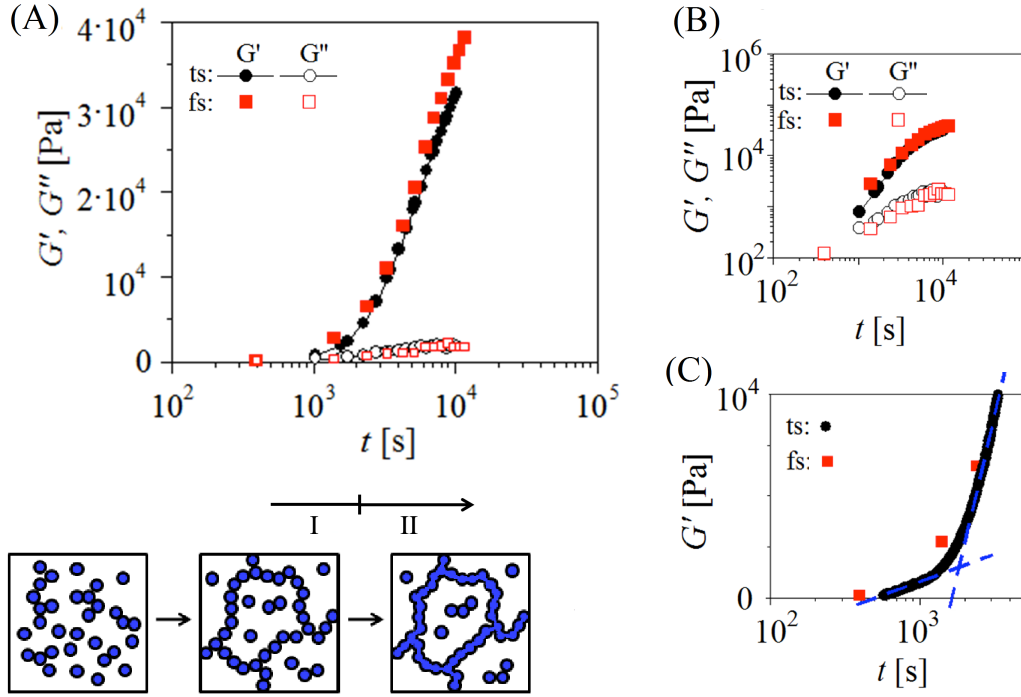 (A)
G', G'' [Pa]
4·10⁴
3·10⁴
2·10⁴
10⁴
0
G' G''
ts:
fs:
10² 10³ 10⁴ 10⁵
t [s]
I II
(B)
G', G'' [Pa]
10⁶
10⁴
10²
G' G''
ts:
fs:
10² 10⁴
t [s]
(C)
G' [Pa]
10⁴
0
ts:
fs:
10² 10³
t [s]